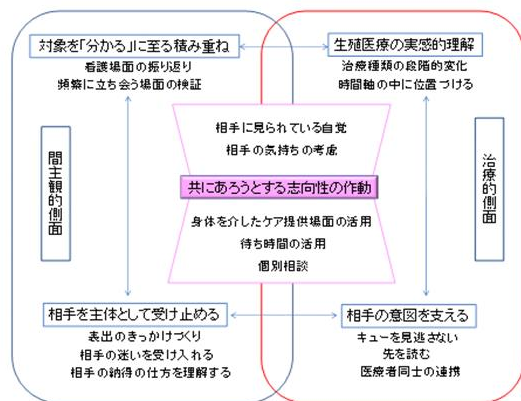 対象を「分かる」に至る積み重ね
看護場面の振り返り
頻繁に立ち会う場面の検証
生殖医療の実感的理解
治療種類の段階的変化
時間軸の中に位置づける
相手に見られている自覚
相手の気持ちの考慮
共にあろうとする志向性の作動
身体を介したケア提供場面の活用
待ち時間の活用
個別相談
間主観的側面
治療的側面
相手を主体として受け止める
表出のきっかけづくり
相手の迷いを受け入れる
相手の納得の仕方を理解する
相手の意図を支える
キューを見逃さない
先を読む
医療者同士の連携